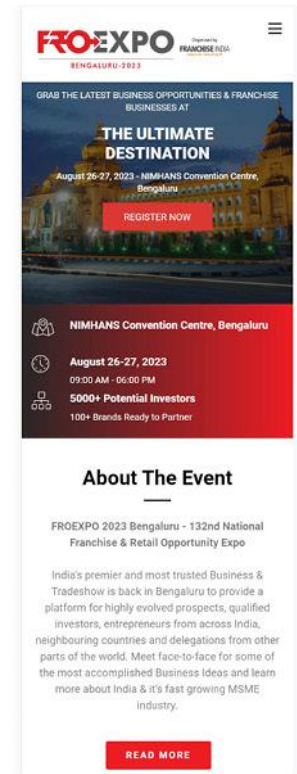 FROEXPO
BENGALURU-2023
Organised by
FRANCHISE INDIA
GRAB THE LATEST BUSINESS OPPORTUNITIES & FRANCHISE
BUSINESSES AT
THE ULTIMATE
DESTINATION
August 26-27, 2023 - NIMHANS Convention Centre,
Bengaluru
REGISTER NOW
NIMHANS Convention Centre, Bengaluru
August 26-27, 2023
09:00 AM - 06:00 PM
5000+ Potential Investors
100+ Brands Ready to Partner
About The Event
FROEXPO 2023 Bengaluru - 132nd National
Franchise & Retail Opportunity Expo
India's premier and most trusted Business &
Tradeshow is back in Bengaluru to provide a
platform for highly evolved prospects, qualified
investors, entrepreneurs from across India,
neighbouring countries and delegations from other
parts of the world. Meet face-to-face for some of
the most accomplished Business Ideas and learn
more about India & it's fast growing MSME
industry.
READ MORE